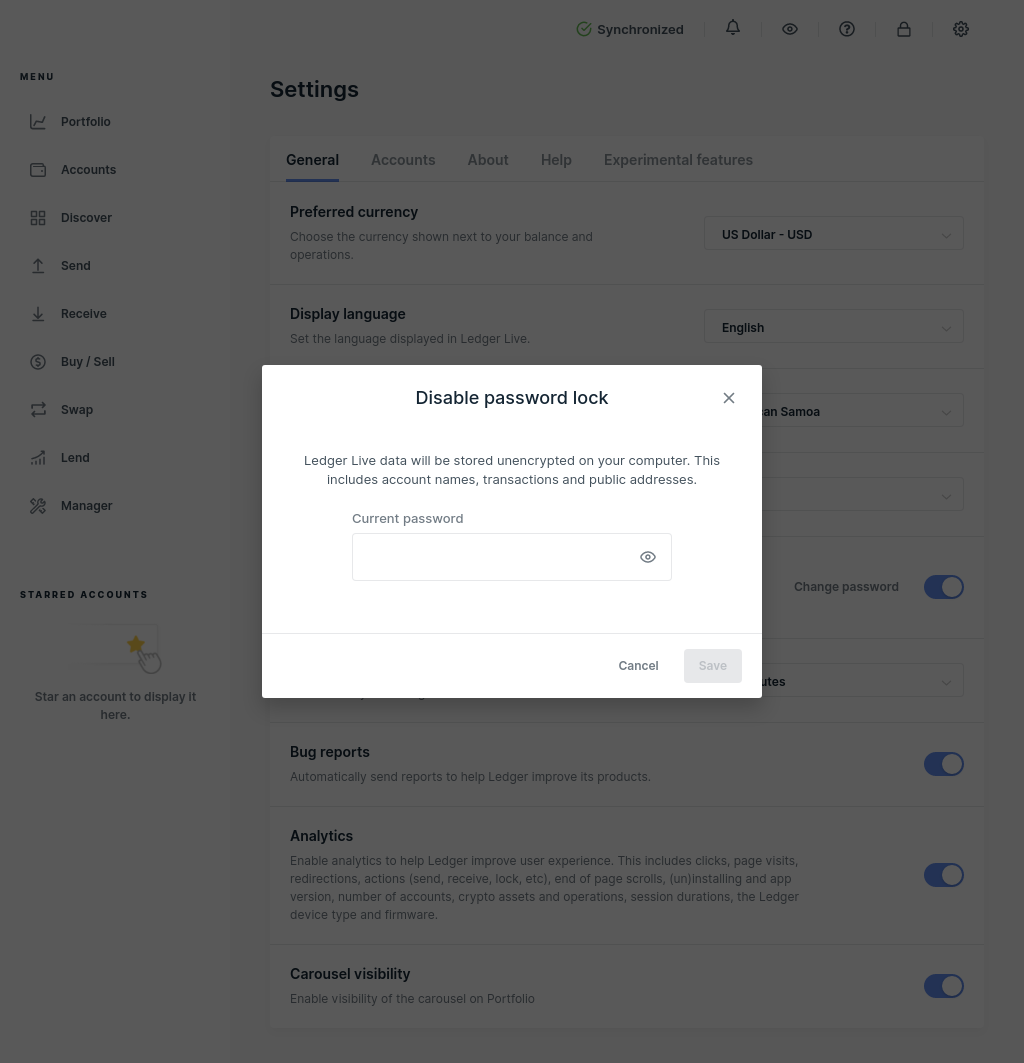 Synchronized
MENU
Portfolio
Accounts
Discover
Send
Receive
Buy / Sell
Swap
Lend
Manager
STARRED ACCOUNTS
Star an account to display it
here.
Settings
General Accounts About Help Experimental features
Preferred currency
Choose the currency shown next to your balance and
operations.
US Dollar - USD
Display language
Set the language displayed in Ledger Live.
English
can Samoa
Change password
utes
Disable password lock
Ledger Live data will be stored unencrypted on your computer. This
includes account names, transactions and public addresses.
Current password
Cancel
Save
Bug reports
Automatically send reports to help Ledger improve its products.
Analytics
Enable analytics to help Ledger improve user experience. This includes clicks, page visits,
redirections, actions (send, receive, lock, etc), end of page scrolls, (un)installing and app
version, number of accounts, crypto assets and operations, session durations, the Ledger
device type and firmware.
Carousel visibility
Enable visibility of the carousel on Portfolio